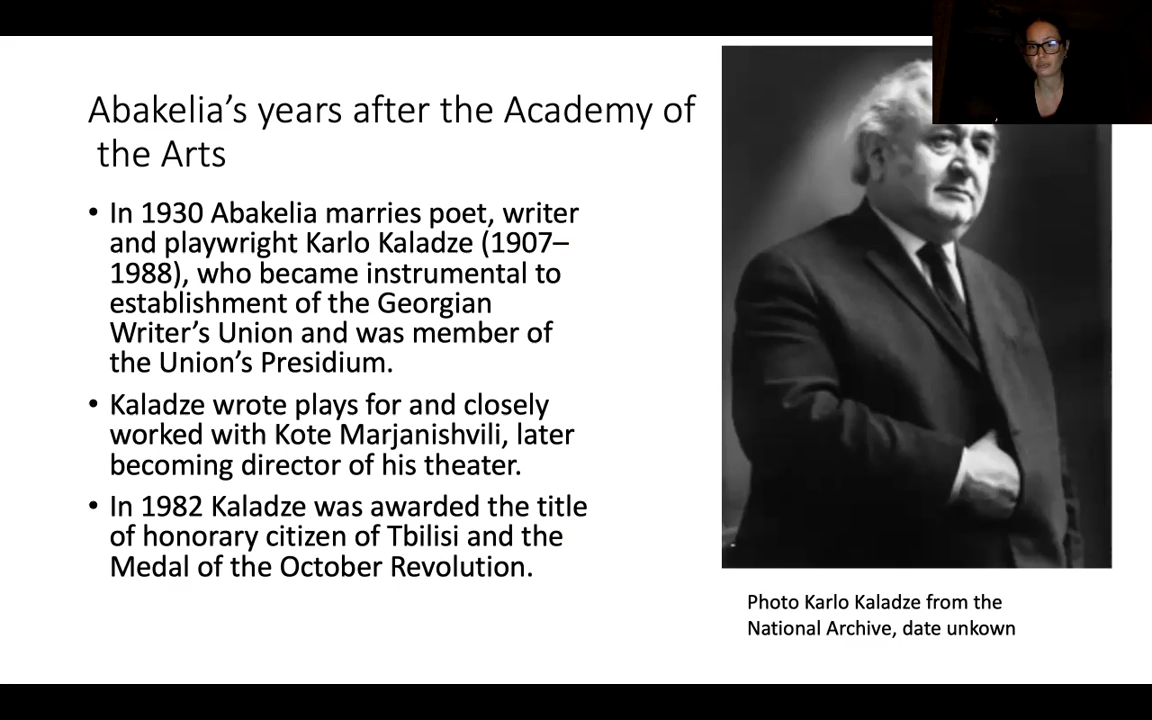 Abakelia’s years after the Academy of
the Arts
• In 1930 Abakelia marries poet, writer
and playwright Karlo Kaladze (1907–
1988), who became instrumental to
establishment of the Georgian
Writer’s Union and was member of
the Union’s Presidium.
• Kaladze wrote plays for and closely
worked with Kote Marjanishvili, later
becoming director of his theater.
• In 1982 Kaladze was awarded the title
of honorary citizen of Tbilisi and the
Medal of the October Revolution.
Photo Karlo Kaladze from the
National Archive, date unkown